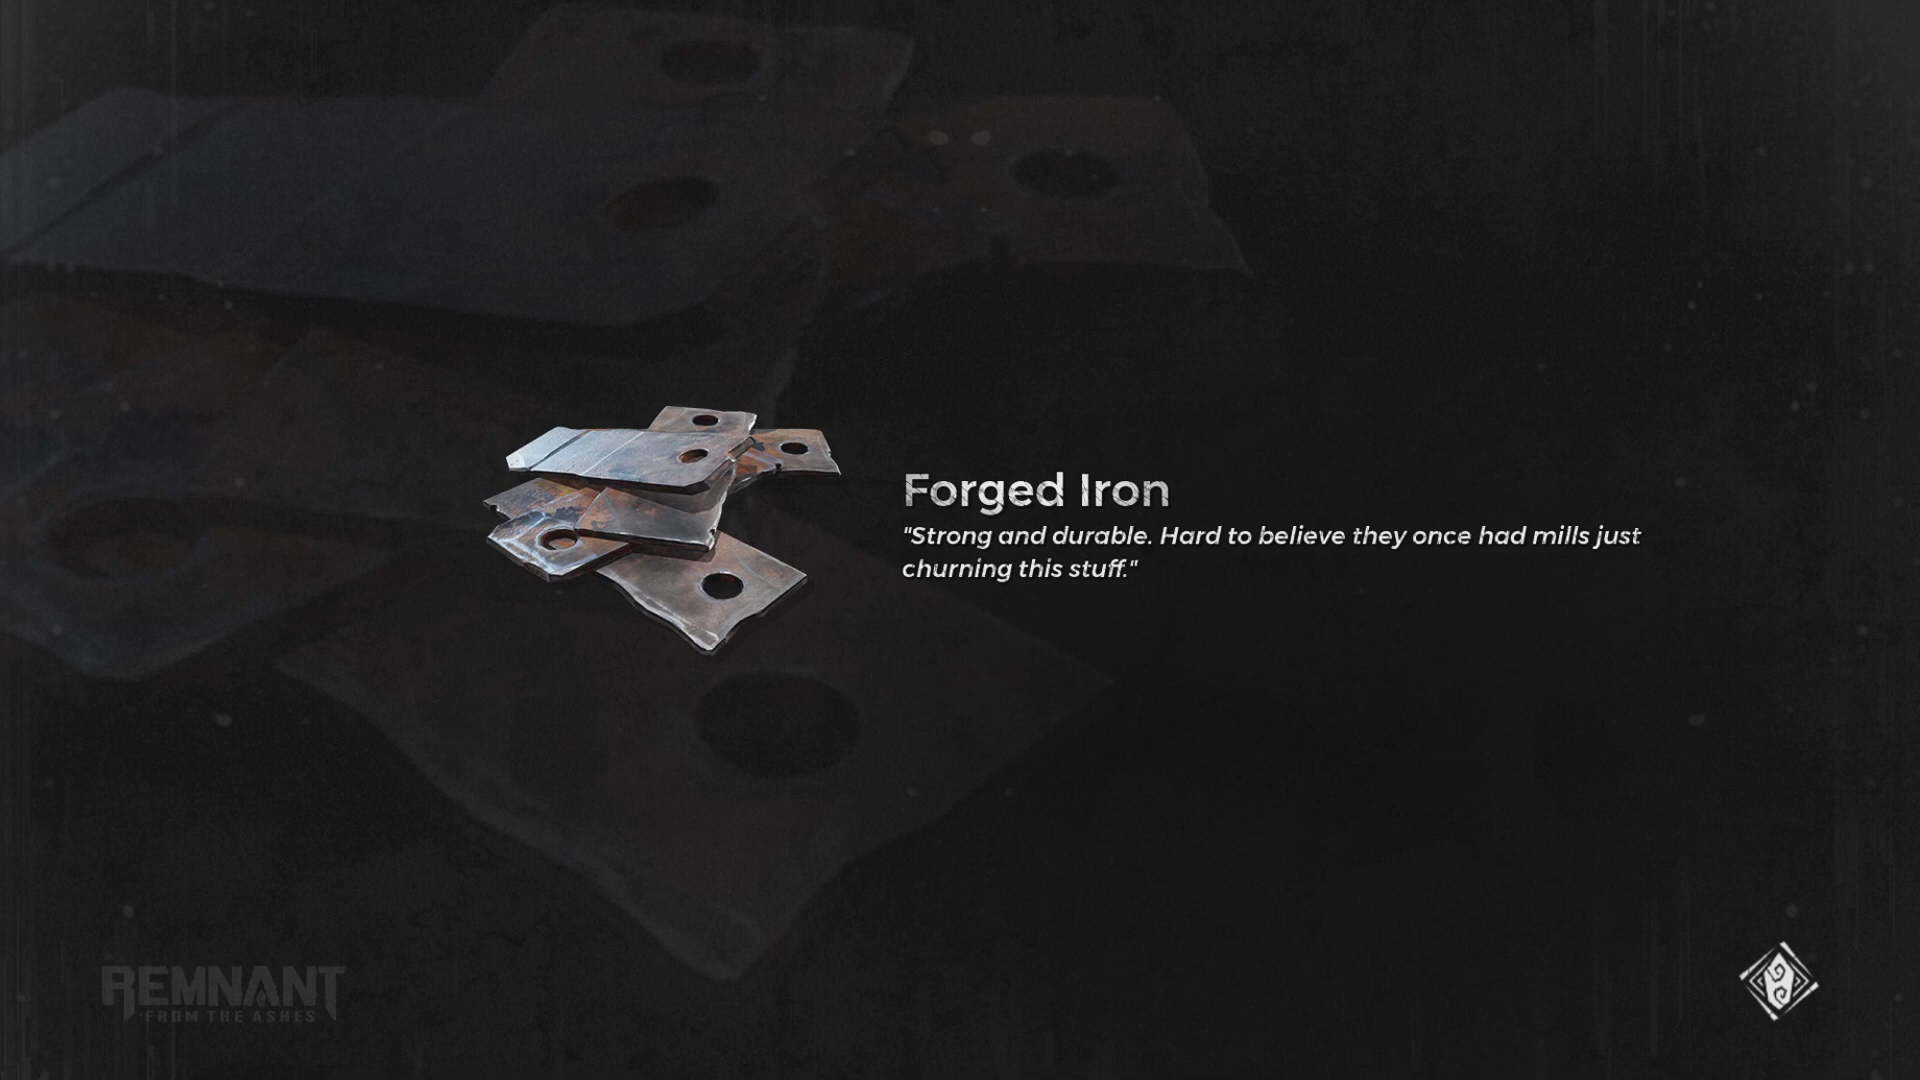 Forged Iron
"Strong and durable. Hard to believe they once had mills just
churning this stuff."
REMNANT
FROM THE ASHES